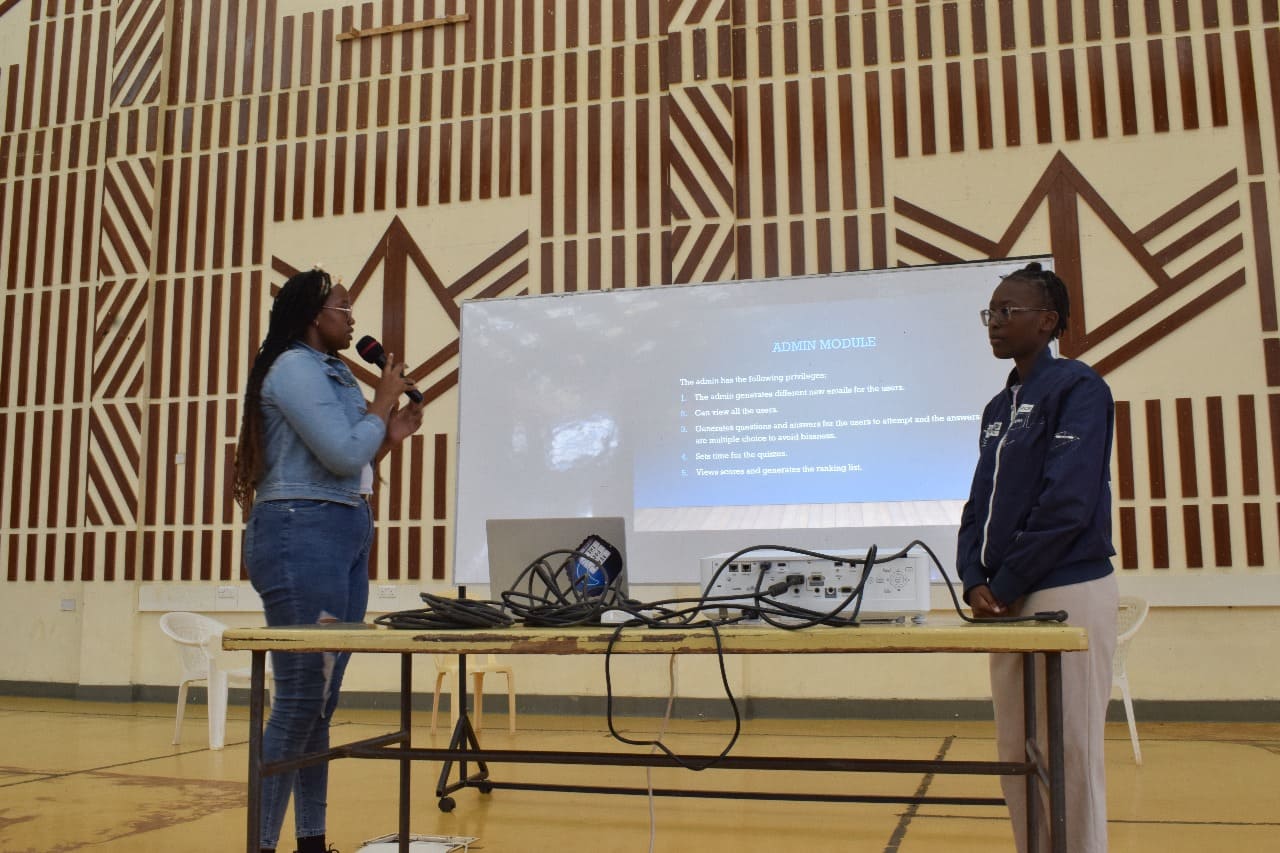 ADMIN MODULE
The admin has the following privileges:
1. The admin generates different new emails for the users.
2. Can view all the users.
3. Generates questions and answers for the users to attempt and the answers
are multiple choice to avoid biasness.
4. Sets time for the quizzes.
5. Views scores and generates the ranking list.